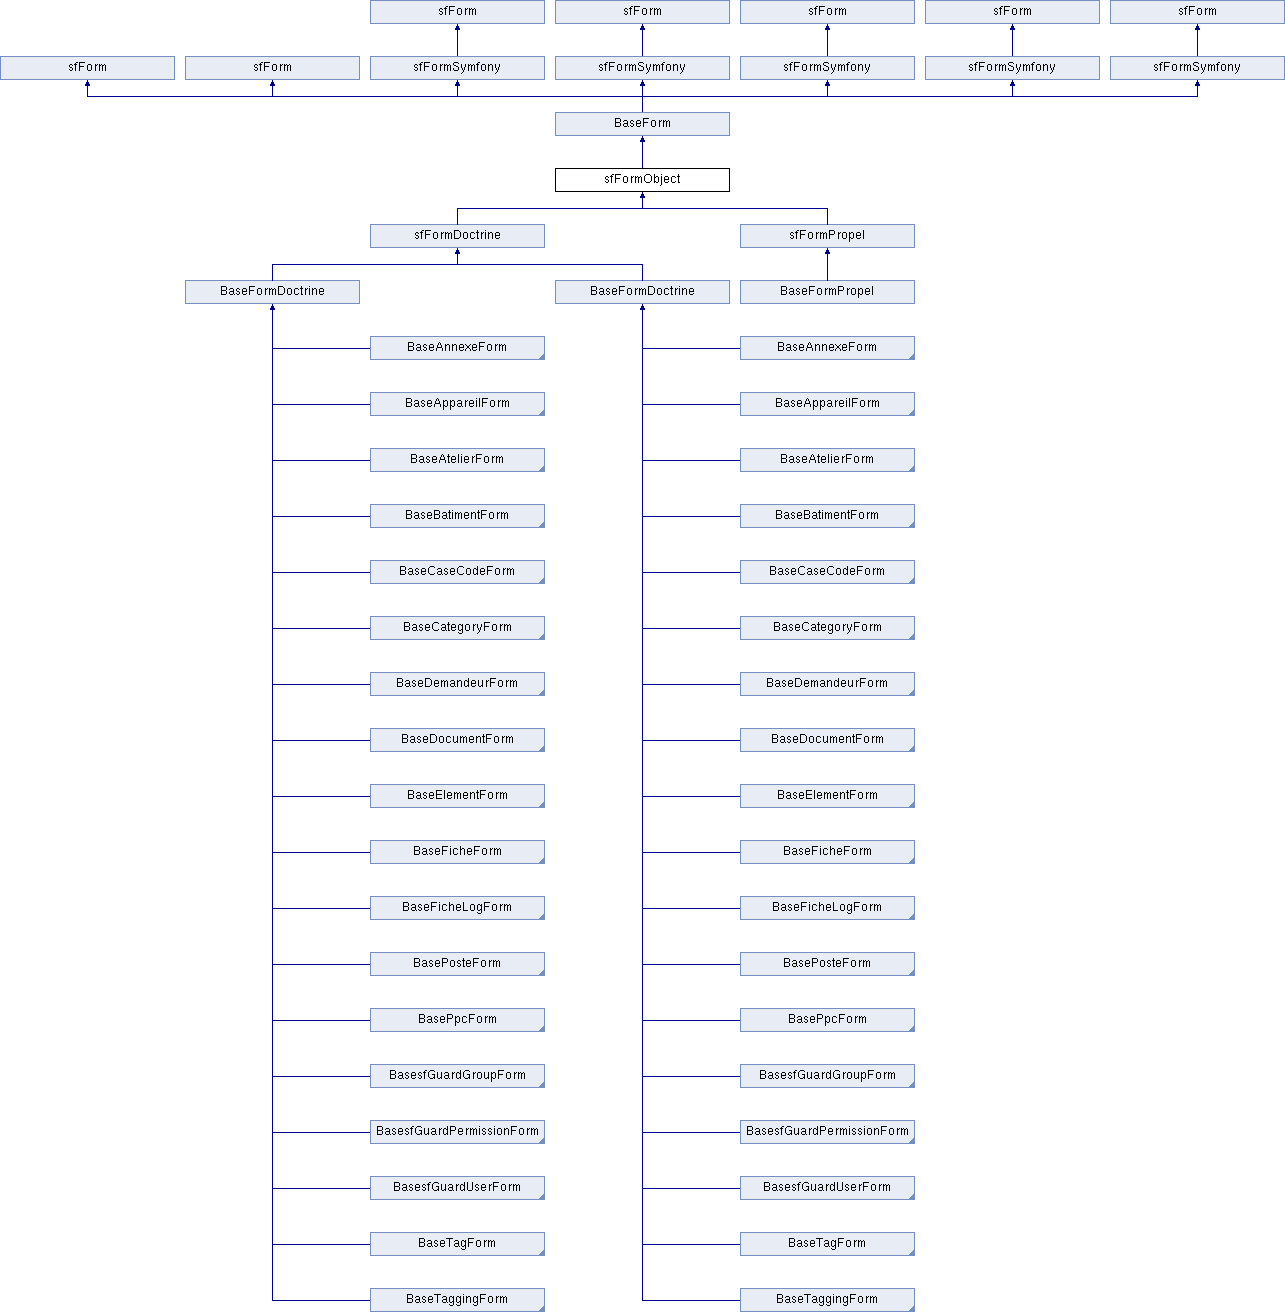 sfForm sfForm sfForm sfForm sfForm
sfForm sfForm sfFormSymfony sfFormSymfony sfFormSymfony sfFormSymfony sfFormSymfony
BaseForm
sfFormObject
sfFormDoctrine sfFormPropel
BaseFormDoctrine BaseFormDoctrine BaseFormPropel
BaseAnnexeForm BaseAnnexeForm
BaseAppareilForm BaseAppareilForm
BaseAtelierForm BaseAtelierForm
BaseBatimentForm BaseBatimentForm
BaseCaseCodeForm BaseCaseCodeForm
BaseCategoryForm BaseCategoryForm
BaseDemandeurForm BaseDemandeurForm
BaseDocumentForm BaseDocumentForm
BaseElementForm BaseElementForm
BaseFicheForm BaseFicheForm
BaseFicheLogForm BaseFicheLogForm
BasePosteForm BasePosteForm
BasePpcForm BasePpcForm
BasesfGuardGroupForm BasesfGuardGroupForm
BasesfGuardPermissionForm BasesfGuardPermissionForm
BasesfGuardUserForm BasesfGuardUserForm
BaseTagForm BaseTagForm
BaseTaggingForm BaseTaggingForm